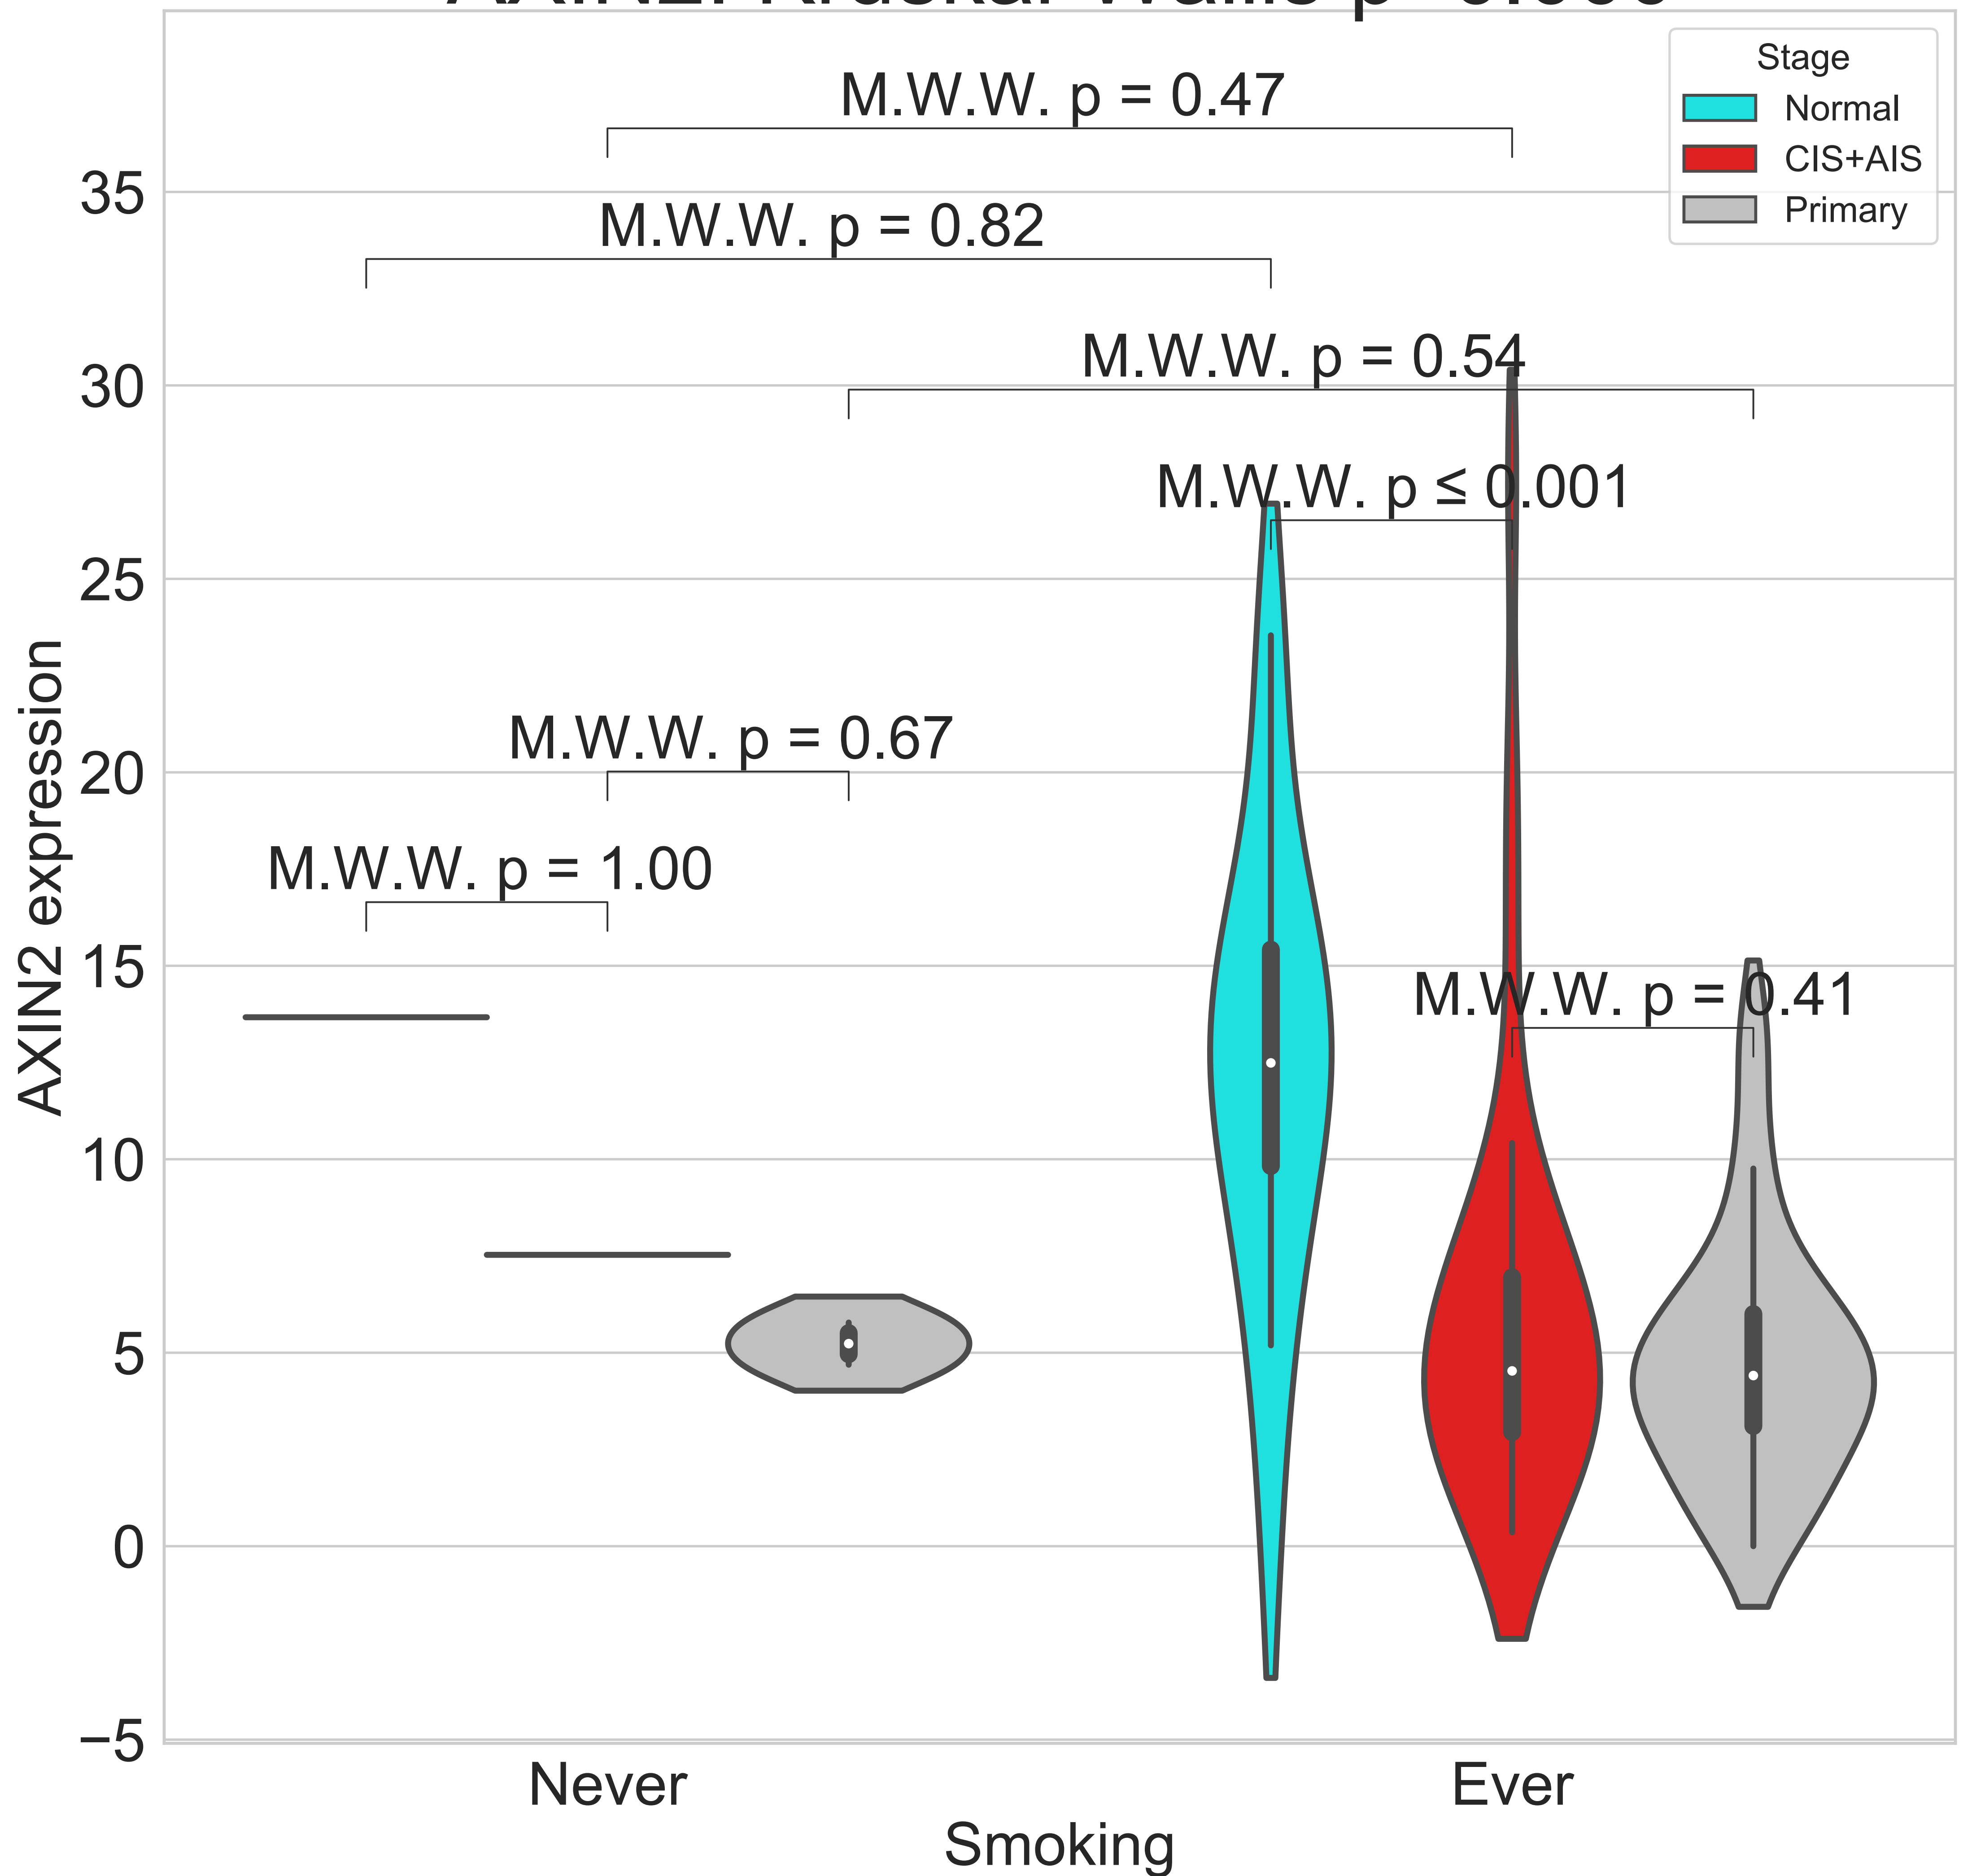 Stage
Normal
CIS+AIS
Primary
M.W.W. p = 0.47
M.W.W. p = 0.82
M.W.W. p = 0.54
M.W.W. p ≤ 0.001
M.W.W. p = 0.67
M.W.W. p = 1.00
M.W.W. p = 0.41
AXIN2 expression
35
30
25
20
15
10
5
0
−5
Never
Ever
Smoking